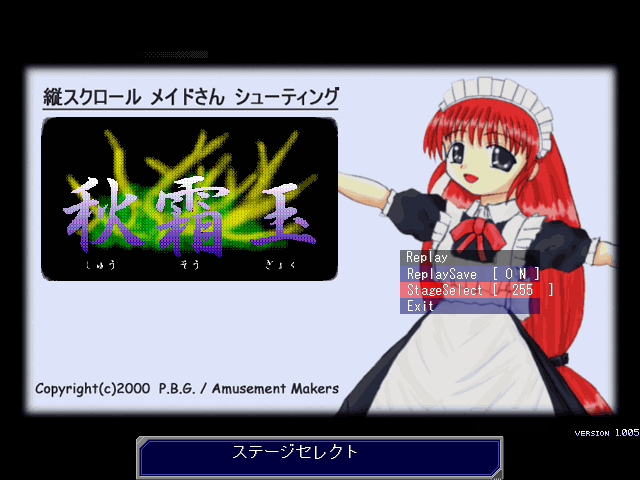 縦スクロール メイドさん シューティング
秋霜玉
しゅう そう ぎょく
Replay
ReplaySave [ O N ]
StageSelect [ 255 ]
Exit
Copyright(c)2000 P.B.G. / Amusement Makers
VERSION 1.005
ステージセレクト